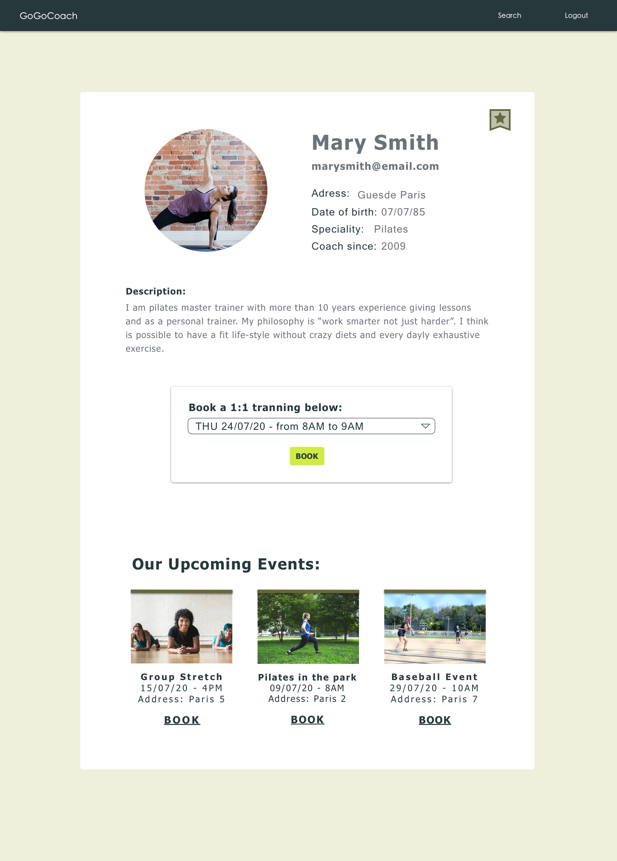 GoGoCoach
Search
Logout
Mary Smith
marysmith@email.com
Adress: Guesde Paris
Date of birth: 07/07/85
Speciality: Pilates
Coach since: 2009
Description:
I am pilates master trainer with more than 10 years experience giving lessons
and as a personal trainer. My philosophy is “work smarter not just harder”. I think
is possible to have a fit life-style without crazy diets and every dayly exhaustive
exercise.
Book a 1:1 tranning below:
THU 24/07/20 - from 8AM to 9AM
BOOK
Our Upcoming Events:
Group Stretch
15/07/20 - 4PM
Address: Paris 5
BOOK
Pilates in the park
09/07/20 - 8AM
Address: Paris 2
BOOK
Baseball Event
29/07/20 - 10AM
Address: Paris 7
BOOK